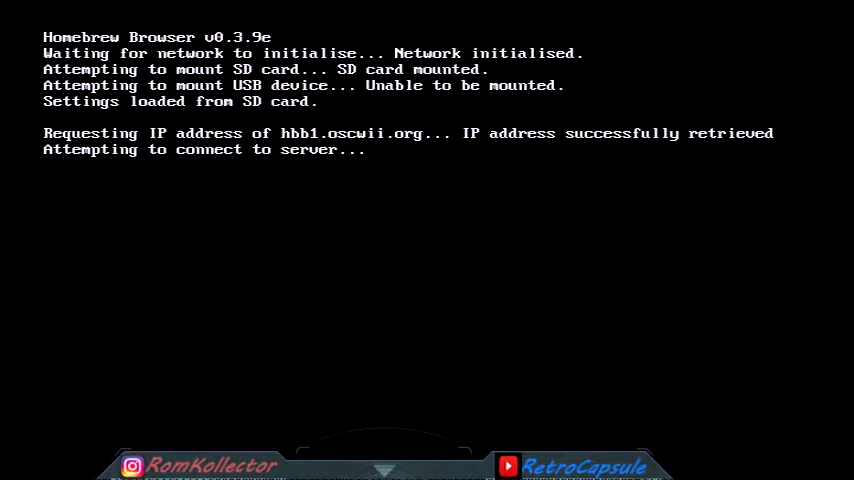 Homebrew Browser v0.3.9e
Waiting for network to initialise... Network initialised.
Attempting to mount SD card... SD card mounted.
Attempting to mount USB device... Unable to be mounted.
Settings loaded from SD card.
Requesting IP address of hbb1.oscwii.org... IP address successfully retrieved
Attempting to connect to server...
RomKollector
RetroCapsule